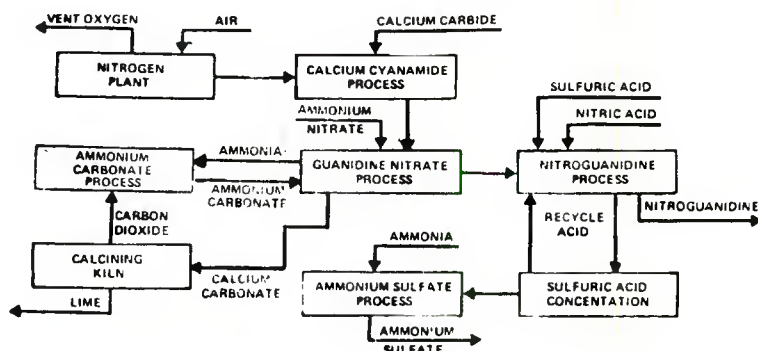 VENT OXYGEN
AIR
CALCIUM CARBIDE
NITROGEN
PLANT
CALCIUM CYANAMIDE
PROCESS
SULFURIC ACID
AMMONIUM
NITRATE
NITRIC ACID
AMMONIUM
CARBONATE
PROCESS
AMMONIA
AMMONIUM
CARBONATE
GUANIDINE NITRATE
PROCESS
NITROGUANIDINE
PROCESS
NITROGUANIDINE
CARBON
DIOXIDE
RECYCLE
ACID
CALCINING
KILN
CALCIUM
CARBONATE
AMMONIA
AMMONIUM SULFATE
PROCESS
SULFURIC ACID
CONCENTATION
LIME
AMMONIUM
SULFATE